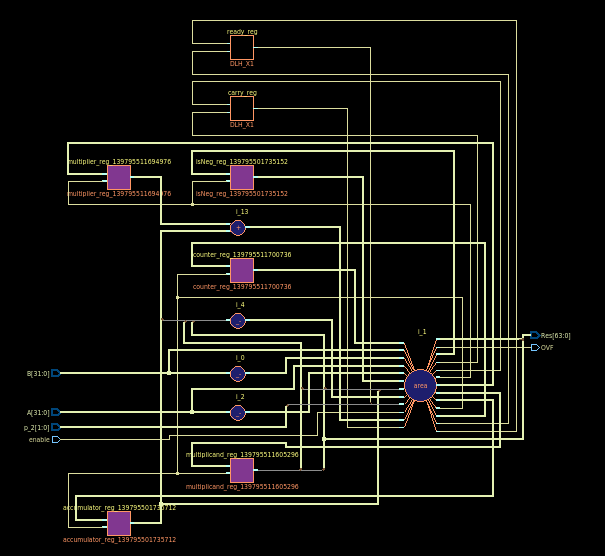 ready_reg
DLH_X1
carry_reg
DLH_X1
multiplier_reg_139795511694976
isNeg_reg_139795501735152
multiplier_reg_139795511694976
isNeg_reg_139795501735152
i_13
+
counter_reg_139795511700736
counter_reg_139795511700736
i_4
i_1
Res[63:0]
OVF
i_0
B[31:0]
area
i_2
A[31:0]
p_2[1:0]
enable
multiplicand_reg_139795511605296
multiplicand_reg_139795511605296
accumulator_reg_139795501735712
accumulator_reg_139795501735712